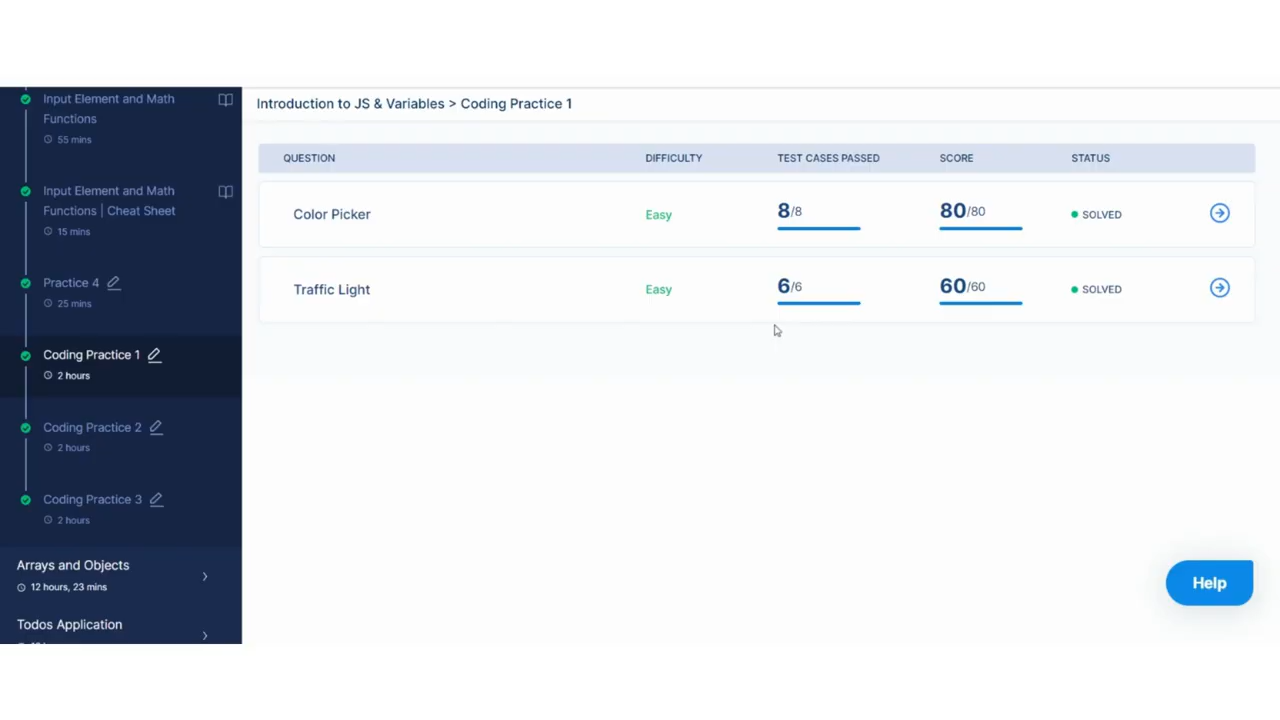 Input Element and Math
Functions
55 mins
Input Element and Math
Functions | Cheat Sheet
15 mins
Practice 4
25 mins
Coding Practice 1
2 hours
Coding Practice 2
2 hours
Coding Practice 3
2 hours
Arrays and Objects
12 hours, 23 mins
Todos Application
Introduction to JS & Variables > Coding Practice 1
QUESTION DIFFICULTY TEST CASES PASSED SCORE STATUS
Color Picker Easy 8/8 80/80 SOLVED
Traffic Light Easy 6/6 60/60 SOLVED
Help